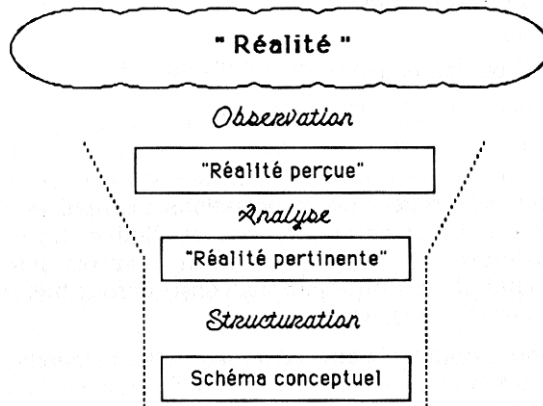 " Réalité "
Observation
"Réalité perçue"
Analyse
"Réalité pertinente"
Structuration
Schéma conceptuel